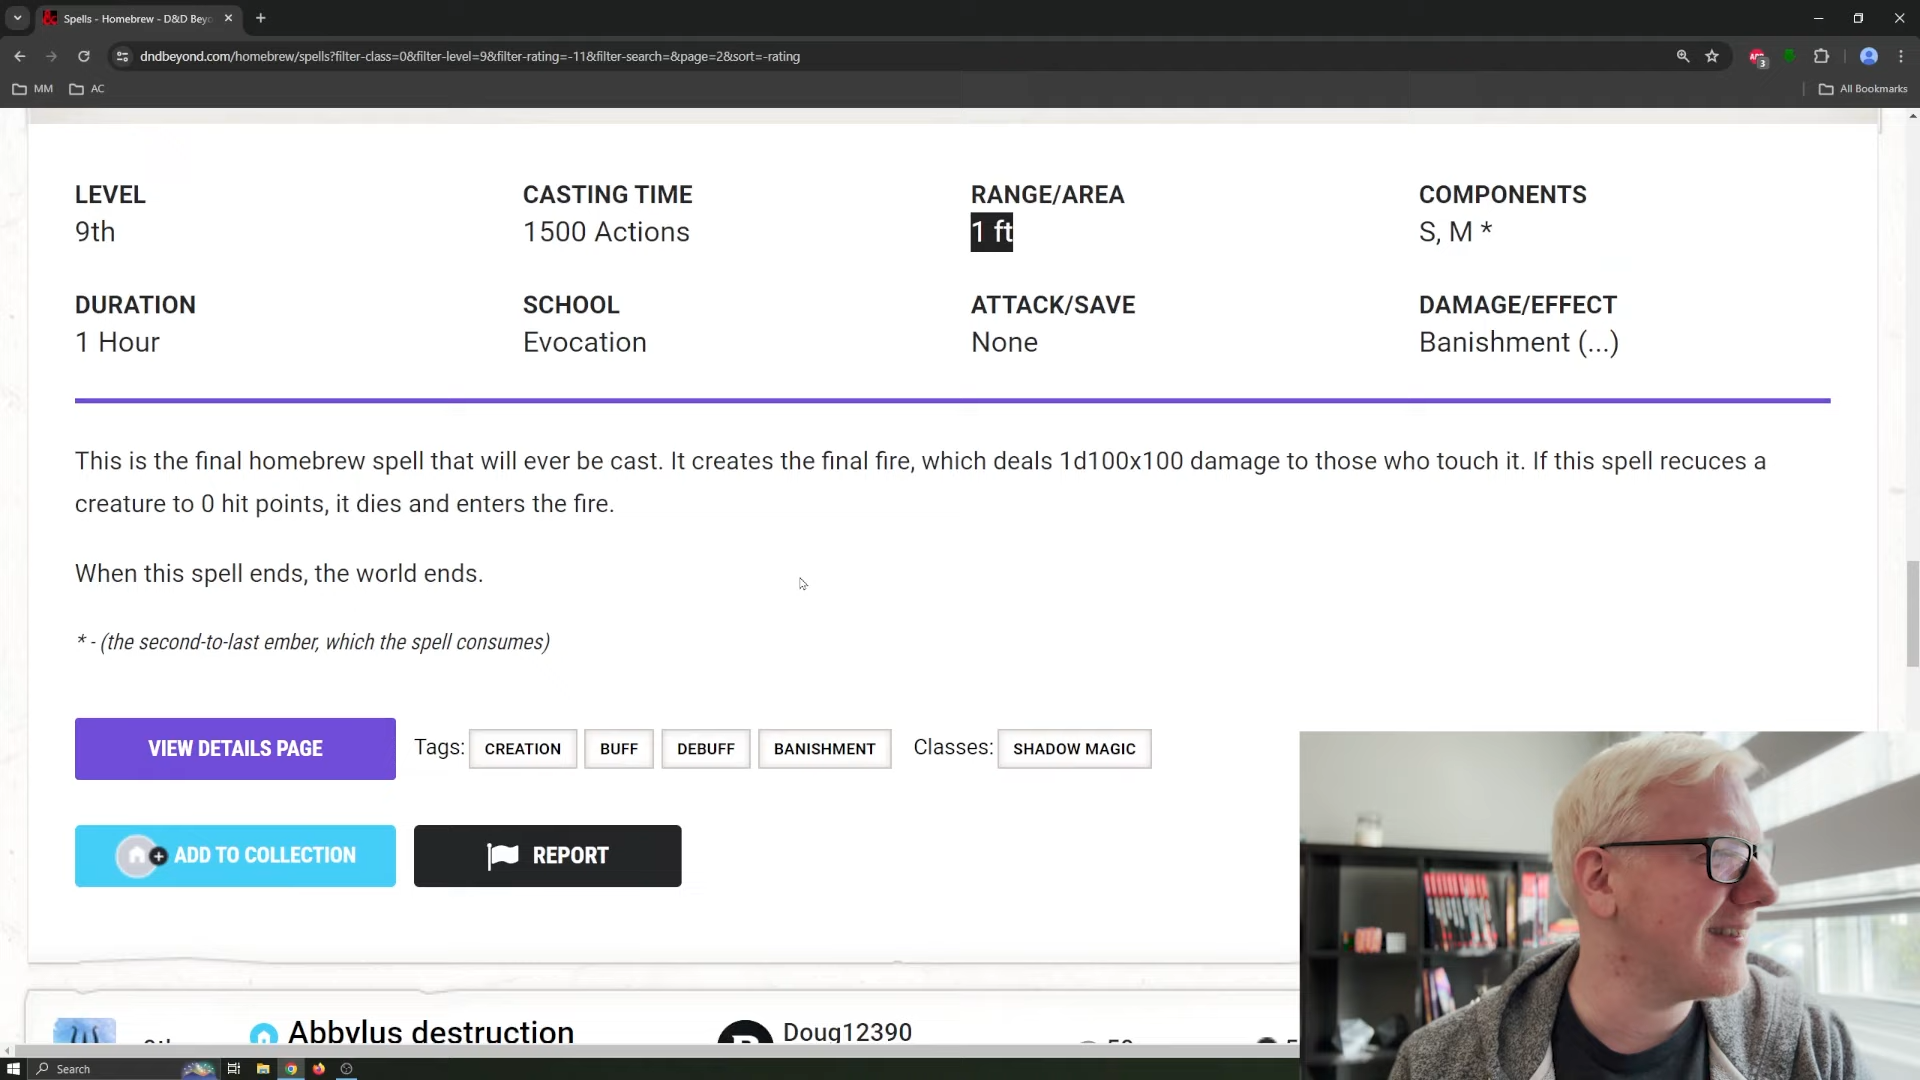 Spells - Homebrew - D&D Bey
dndbeyond.com/homebrew/spells?filter-class=0&filter-level=9&filter-rating=-11&filter-search=&page=2&sort=-rating
3
MM AC All Bookmarks
LEVEL CASTING TIME RANGE/AREA COMPONENTS
9th 1500 Actions 1 ft S, M *
DURATION SCHOOL ATTACK/SAVE DAMAGE/EFFECT
1 Hour Evocation None Banishment (...)
This is the final homebrew spell that will ever be cast. It creates the final fire, which deals 1d100x100 damage to those who touch it. If this spell recuces a
creature to 0 hit points, it dies and enters the fire.
When this spell ends, the world ends.
* - (the second-to-last ember, which the spell consumes)
VIEW DETAILS PAGE Tags: CREATION BUFF DEBUFF BANISHMENT Classes: SHADOW MAGIC
ADD TO COLLECTION REPORT
Abbylus destruction Doug12390
Search